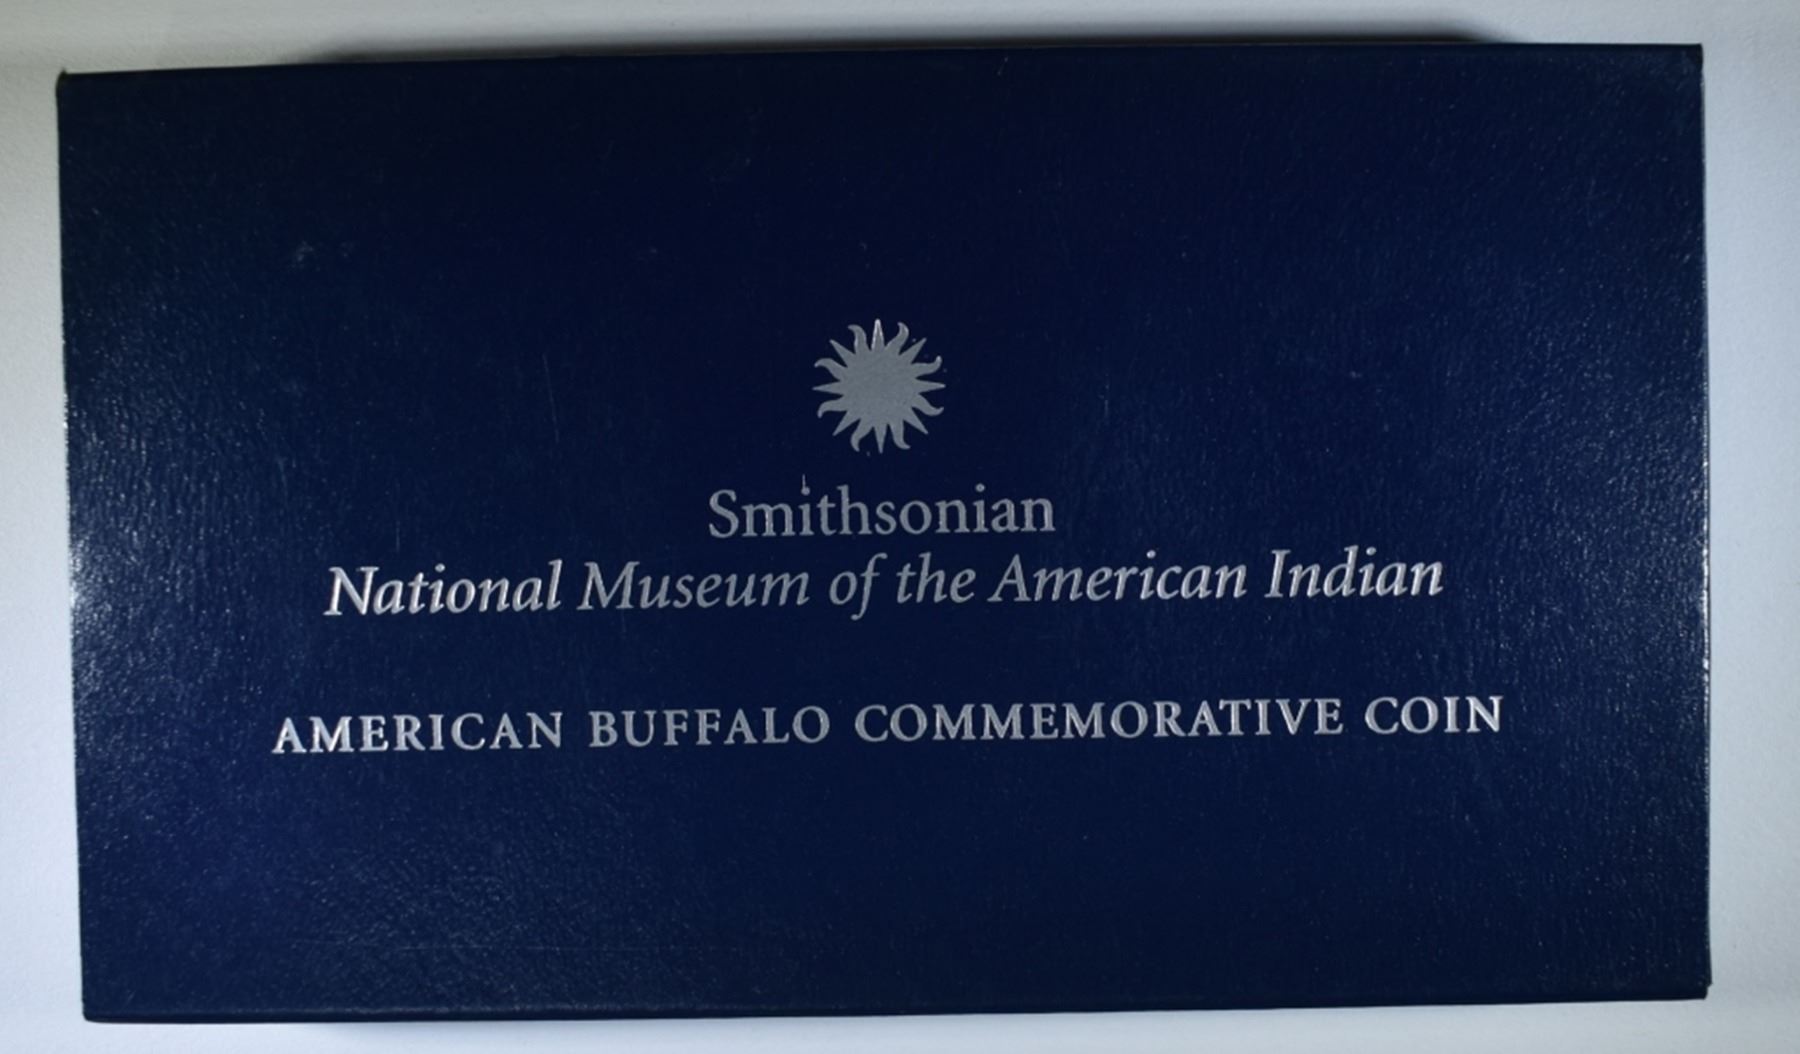 Smithsonian
National Museum of the American Indian
AMERICAN BUFFALO COMMEMORATIVE COIN